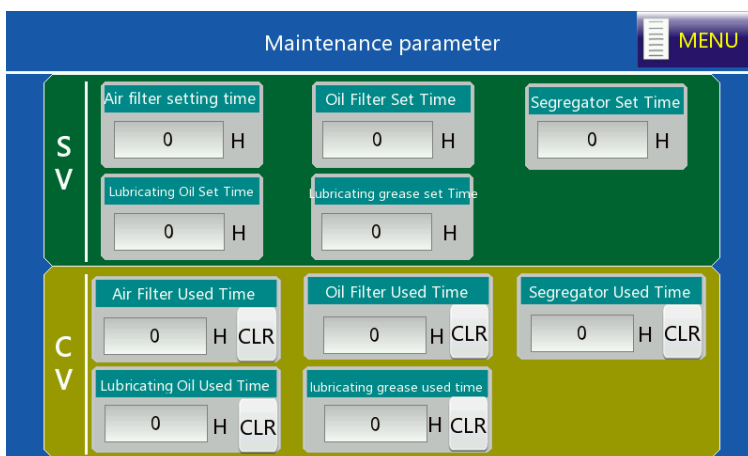 Maintenance parameter
MENU
SV
Air filter setting time
0 H
Oil Filter Set Time
0 H
Segregator Set Time
0 H
Lubricating Oil Set Time
0 H
Lubricating grease set Time
0 H
CV
Air Filter Used Time
0 H CLR
Oil Filter Used Time
0 H CLR
Segregator Used Time
0 H CLR
Lubricating Oil Used Time
0 H CLR
lubricating grease used time
0 H CLR